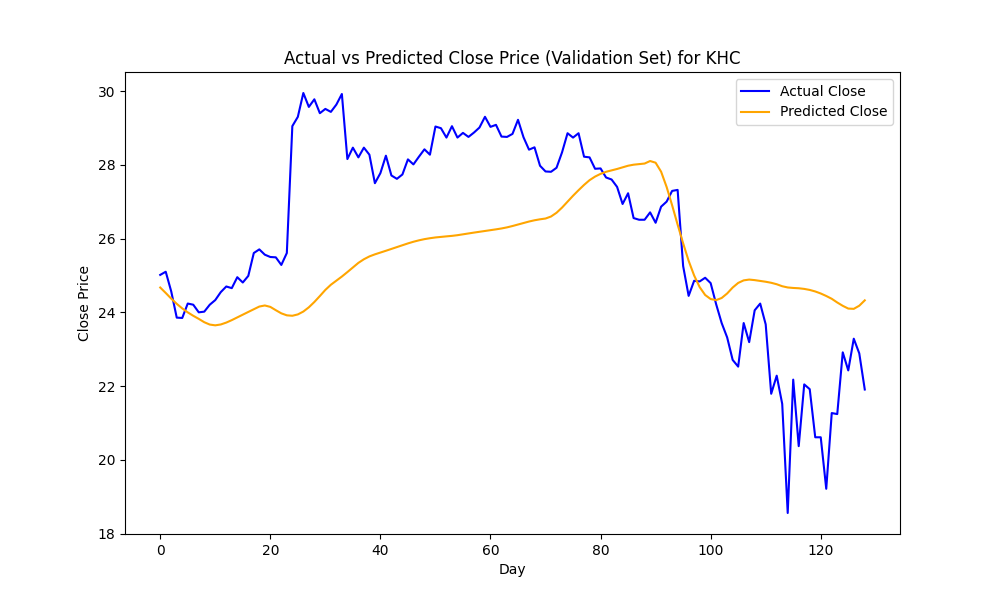 Actual vs Predicted Close Price (Validation Set) for KHC
Actual Close
Predicted Close
30
28
26
24
22
20
18
Close Price
0 20 40 60 80 100 120
Day